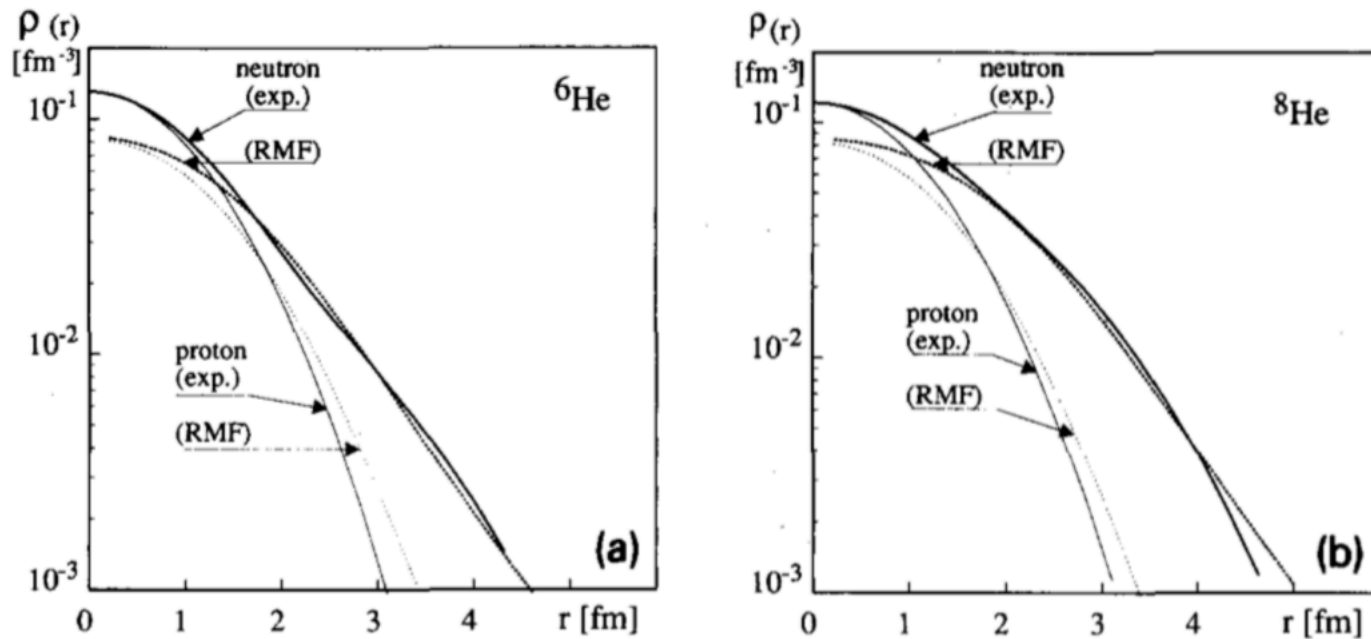 ρ (r)
[fm⁻³]
10⁻¹
10⁻²
10⁻³
neutron
(exp.)
(RMF)
⁶He
proton
(exp.)
(RMF)
(a)
0 1 2 3 4 r [fm]
ρ(r)
[fm⁻³]
10⁻¹
10⁻²
10⁻³
neutron
(exp.)
(RMF)
⁸He
proton
(exp.)
(RMF)
(b)
0 1 2 3 4 r [fm]